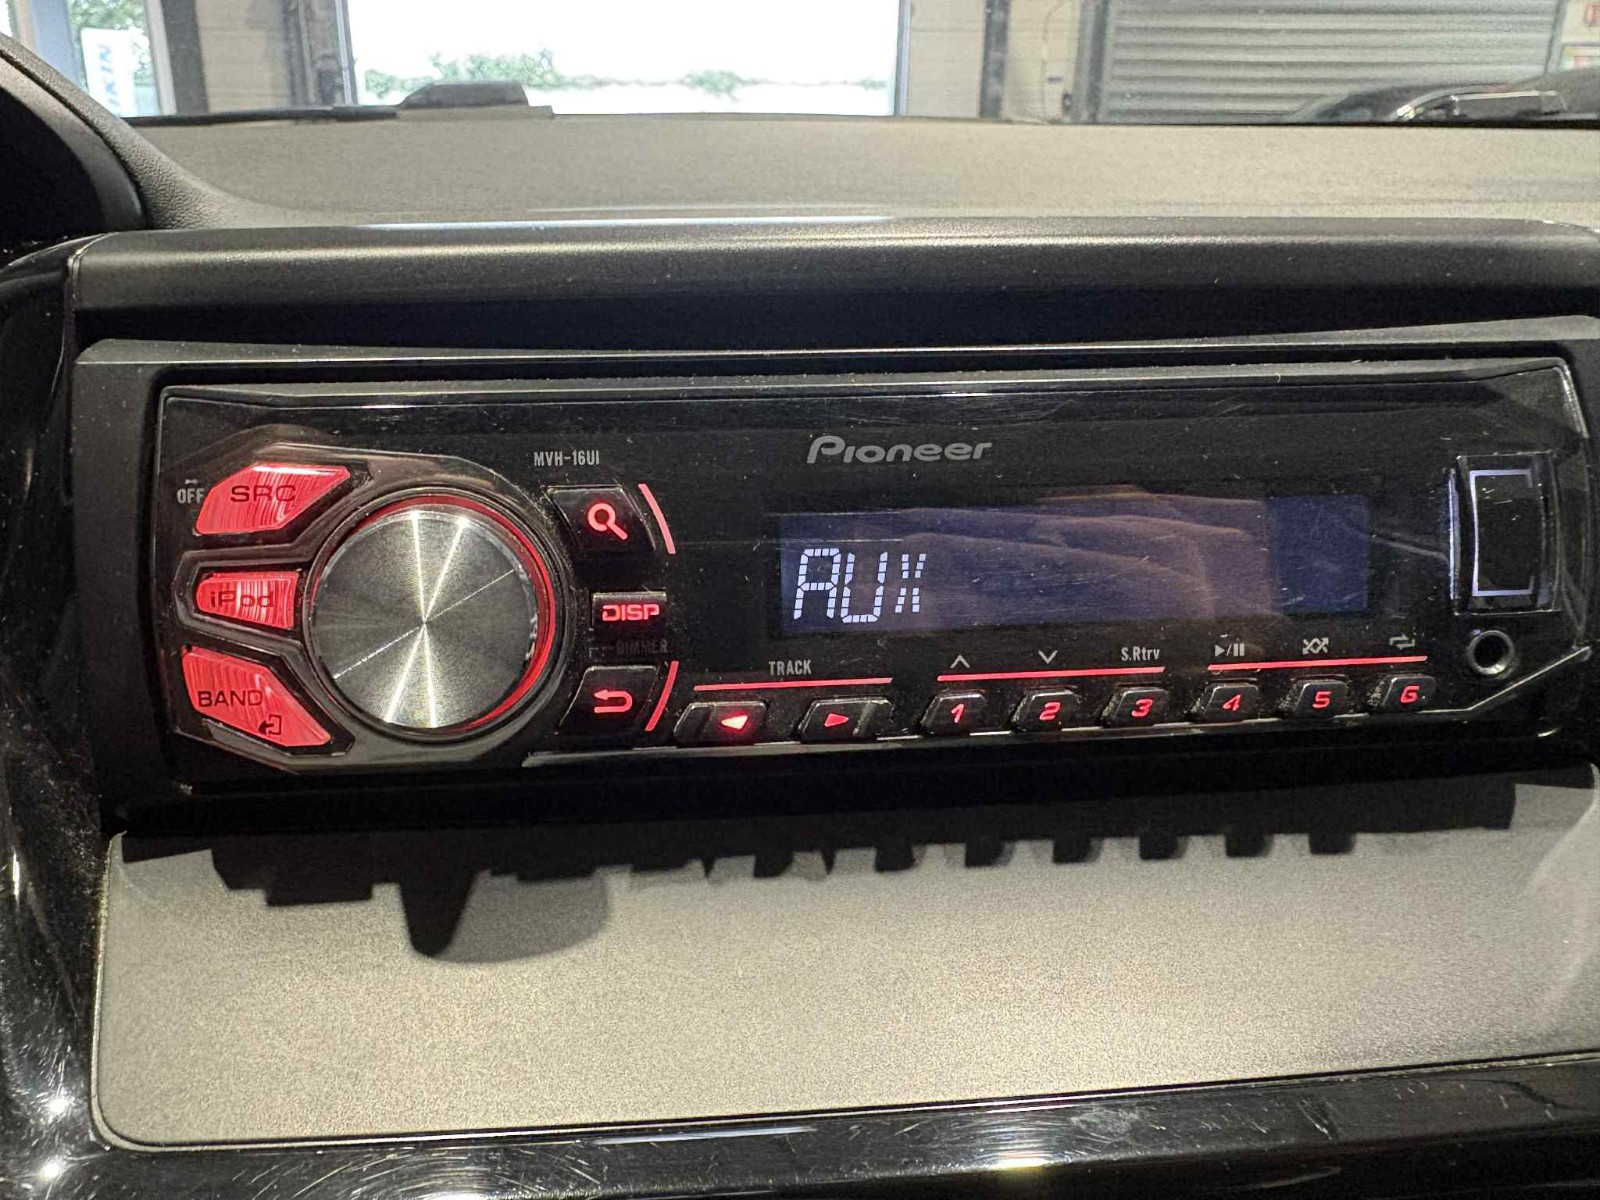 Pioneer
MVH-16UI
OFF
SRC
iPod
BAND
DISP
DIMMER
AUX
TRACK
S.Rtrv
1 2 3 4 5 6